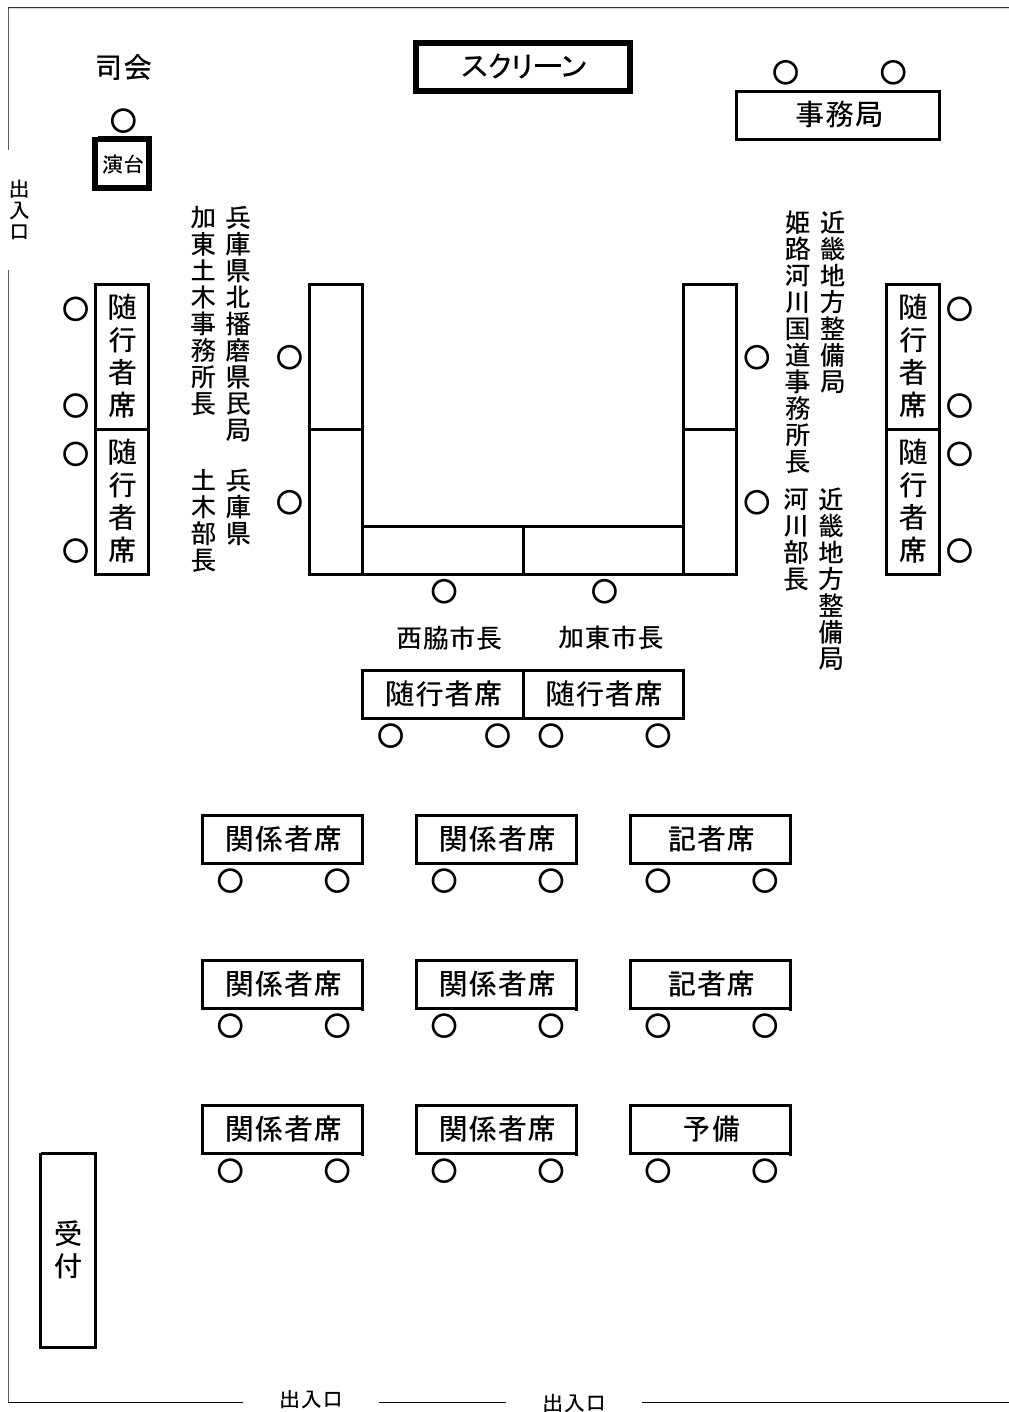 司会
スクリーン
事務局
演台
出入口
兵庫県北播磨県民局
加東土木事務所長
近畿地方整備局
姫路河川国道事務所長
随行者席
随行者席
随行者席
随行者席
兵庫県
土木部長
近畿地方整備局
河川部長
西脇市長
加東市長
随行者席
随行者席
関係者席
関係者席
記者席
関係者席
関係者席
記者席
関係者席
関係者席
予備
受付
出入口
出入口